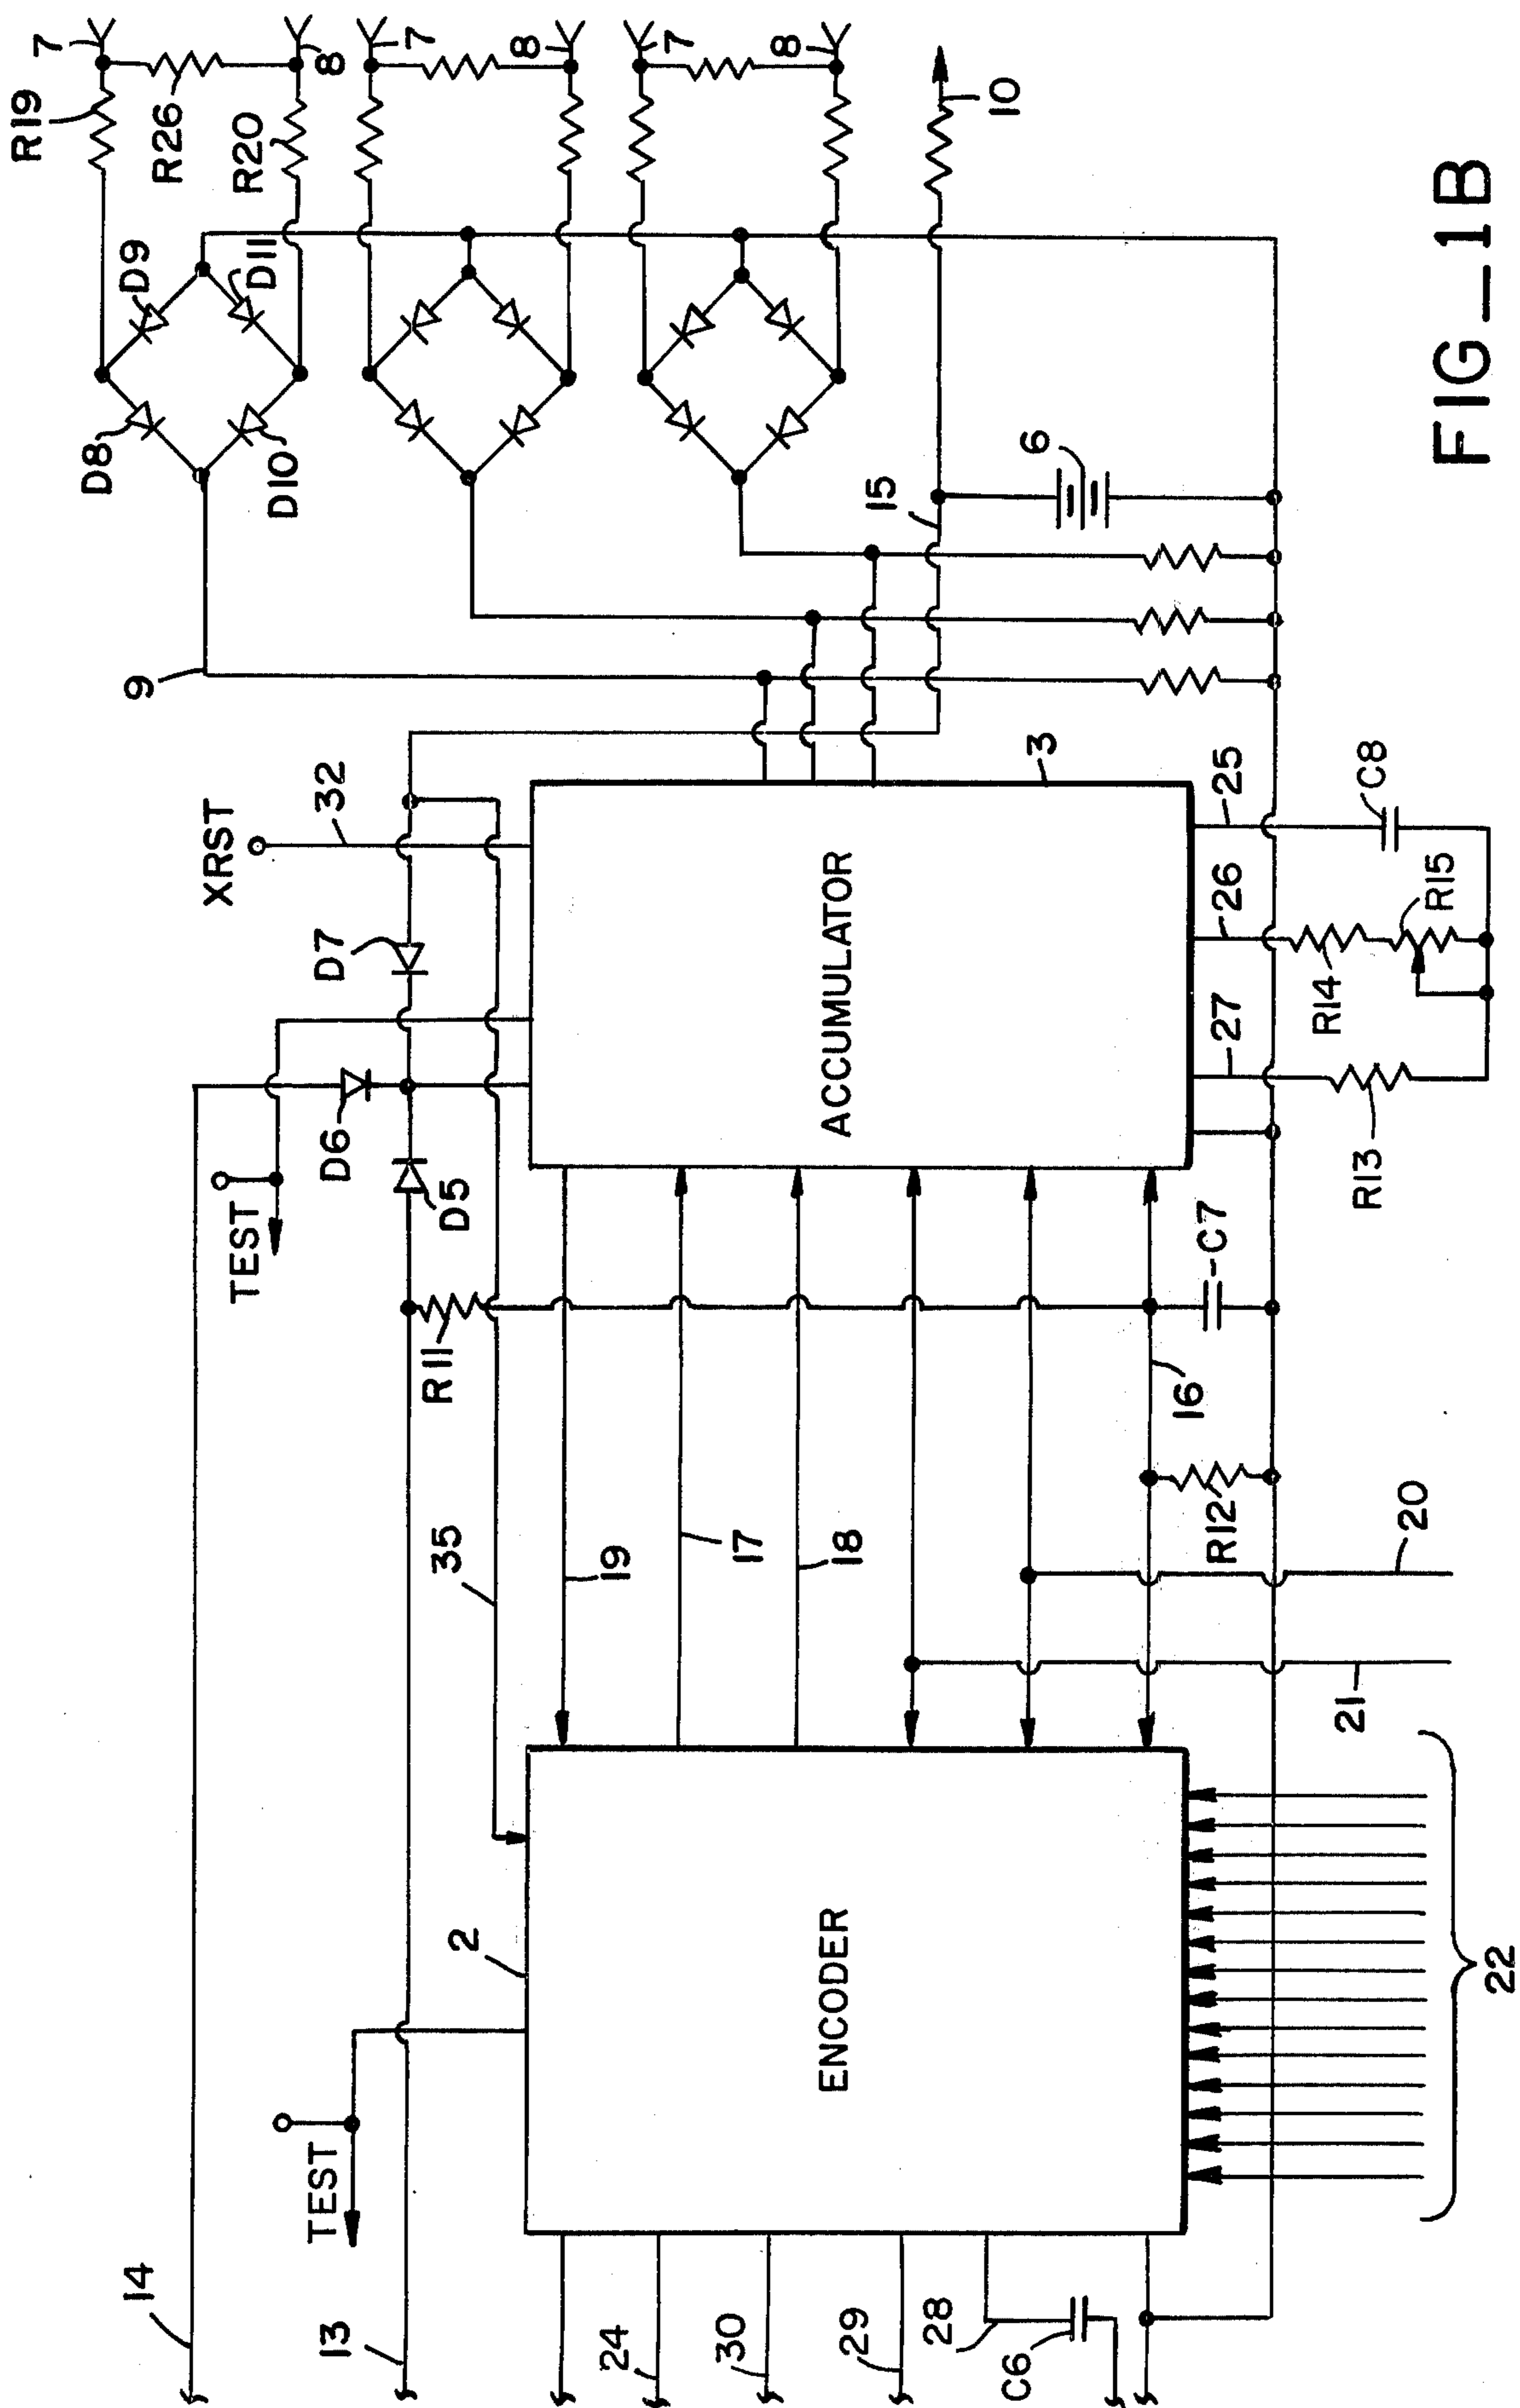 7
R19
R26
8
R20
D9
D11
D8
D10
7
8
7
8
10
9
15
6
XRST
32
D7
D6
TEST
D5
R11
ACCUMULATOR
3
25
C8
26
R15
R14
27
R13
C7
16
R12
35
19
17
18
20
21
2
ENCODER
22
TEST
14
13
24
30
29
28
C6
FIG_1B